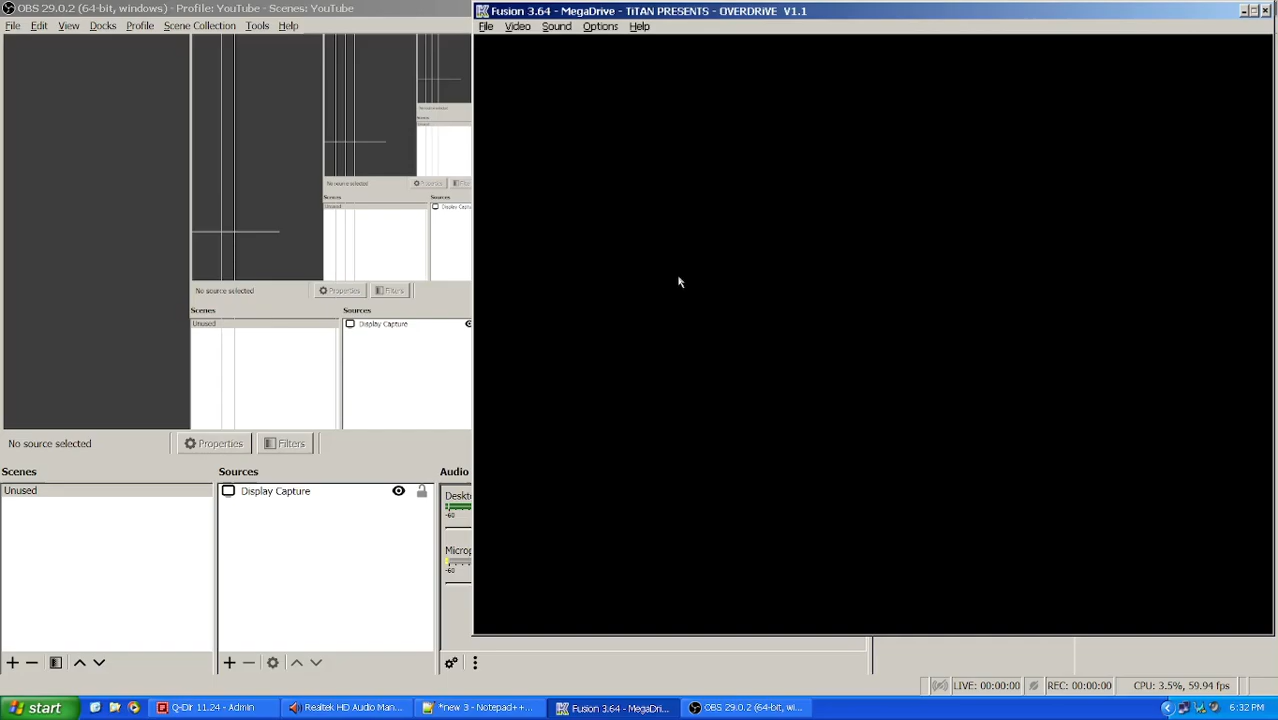 OBS 29.0.2 (64-bit, windows) - Profile: YouTube - Scenes: YouTube
File Edit View Docks Profile Scene Collection Tools Help
Fusion 3.64 - MegaDrive - TiTAN PRESENTS - OVERDRiVE V1.1
File Video Sound Options Help
No source selected
Properties
Scenes
Sources
Unused
Display Capture
No source selected
Properties
Filters
Scenes
Sources
Unused
Display Capture
No source selected
Properties
Filters
Scenes
Sources
Audio
Unused
Display Capture
Deskto
-60
Microp
-60
LIVE: 00:00:00
REC: 00:00:00
CPU: 3.5%, 59.94 fps
start
Q-Dir 11.24 - Admin
Realtek HD Audio Man...
*new 3 - Notepad++...
Fusion 3.64 - MegaDri...
OBS 29.0.2 (64-bit, wi...
6:32 PM